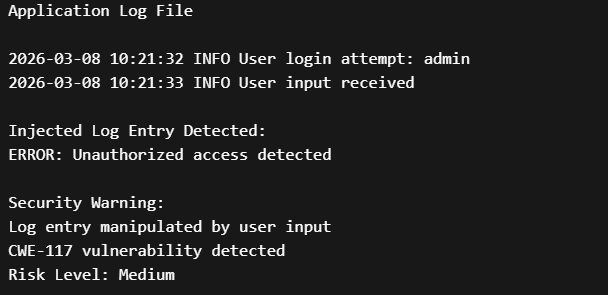 Application Log File
2026-03-08 10:21:32 INFO User login attempt: admin
2026-03-08 10:21:33 INFO User input received
Injected Log Entry Detected:
ERROR: Unauthorized access detected
Security Warning:
Log entry manipulated by user input
CWE-117 vulnerability detected
Risk Level: Medium